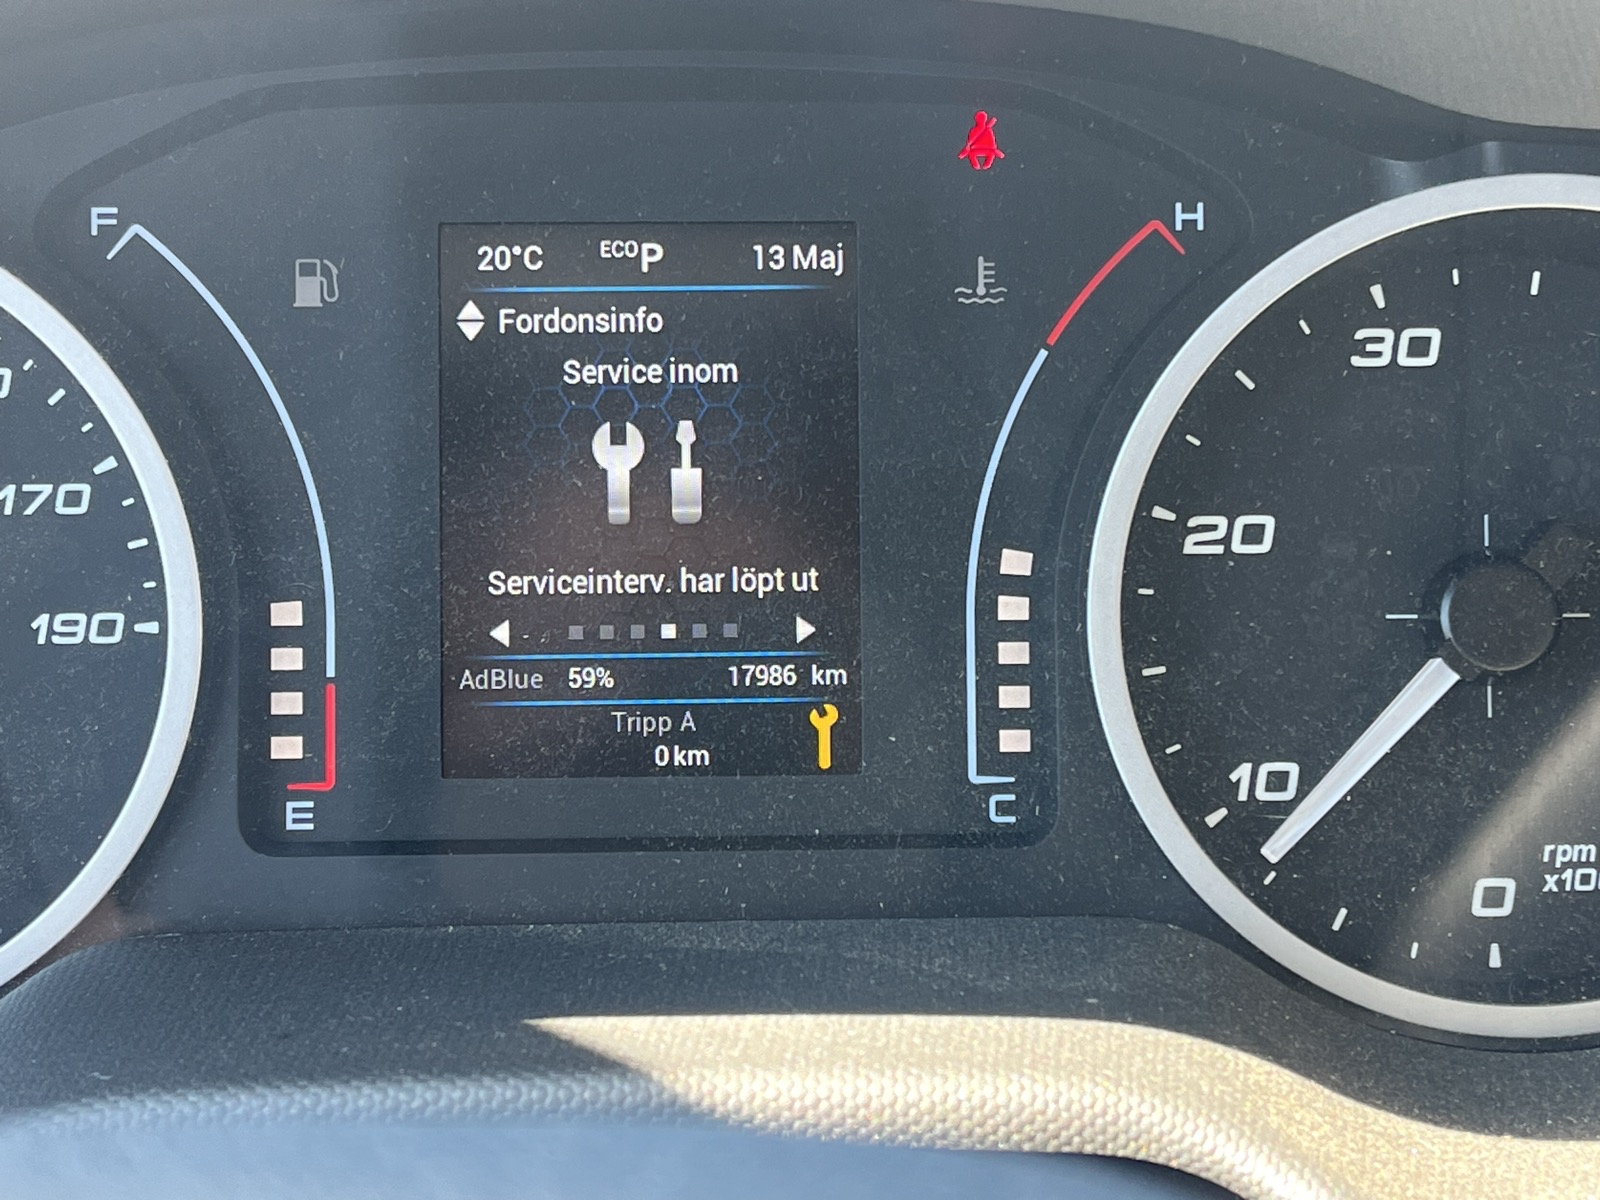 F
H
20°C ECO P 13 Maj
Fordonsinfo
Service inom
Serviceinterv. har löpt ut
AdBlue 59% 17986 km
Tripp A
0 km
E
C
170
190
30
20
10
0
rpm